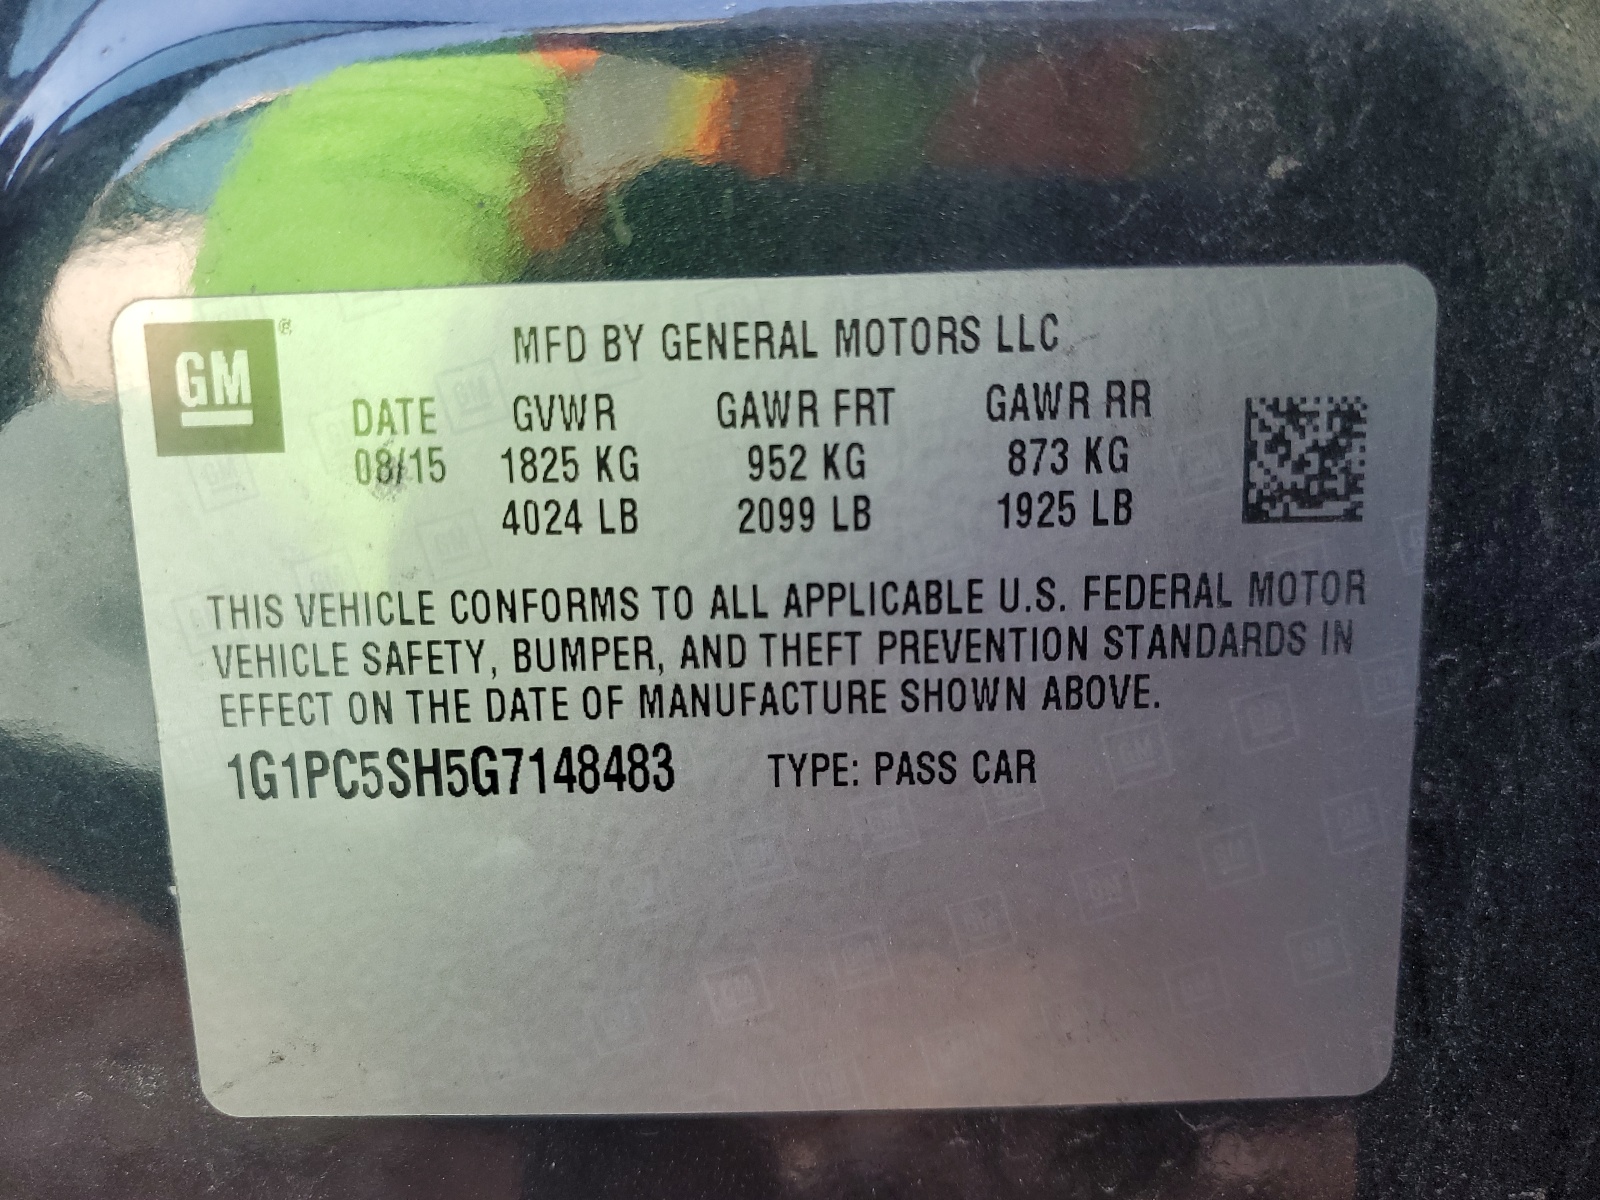 GM ®
MFD BY GENERAL MOTORS LLC
DATE GVWR GAWR FRT GAWR RR
08/15 1825 KG 952 KG 873 KG
4024 LB 2099 LB 1925 LB
THIS VEHICLE CONFORMS TO ALL APPLICABLE U.S. FEDERAL MOTOR
VEHICLE SAFETY, BUMPER, AND THEFT PREVENTION STANDARDS IN
EFFECT ON THE DATE OF MANUFACTURE SHOWN ABOVE.
1G1PC5SH5G7148483 TYPE: PASS CAR